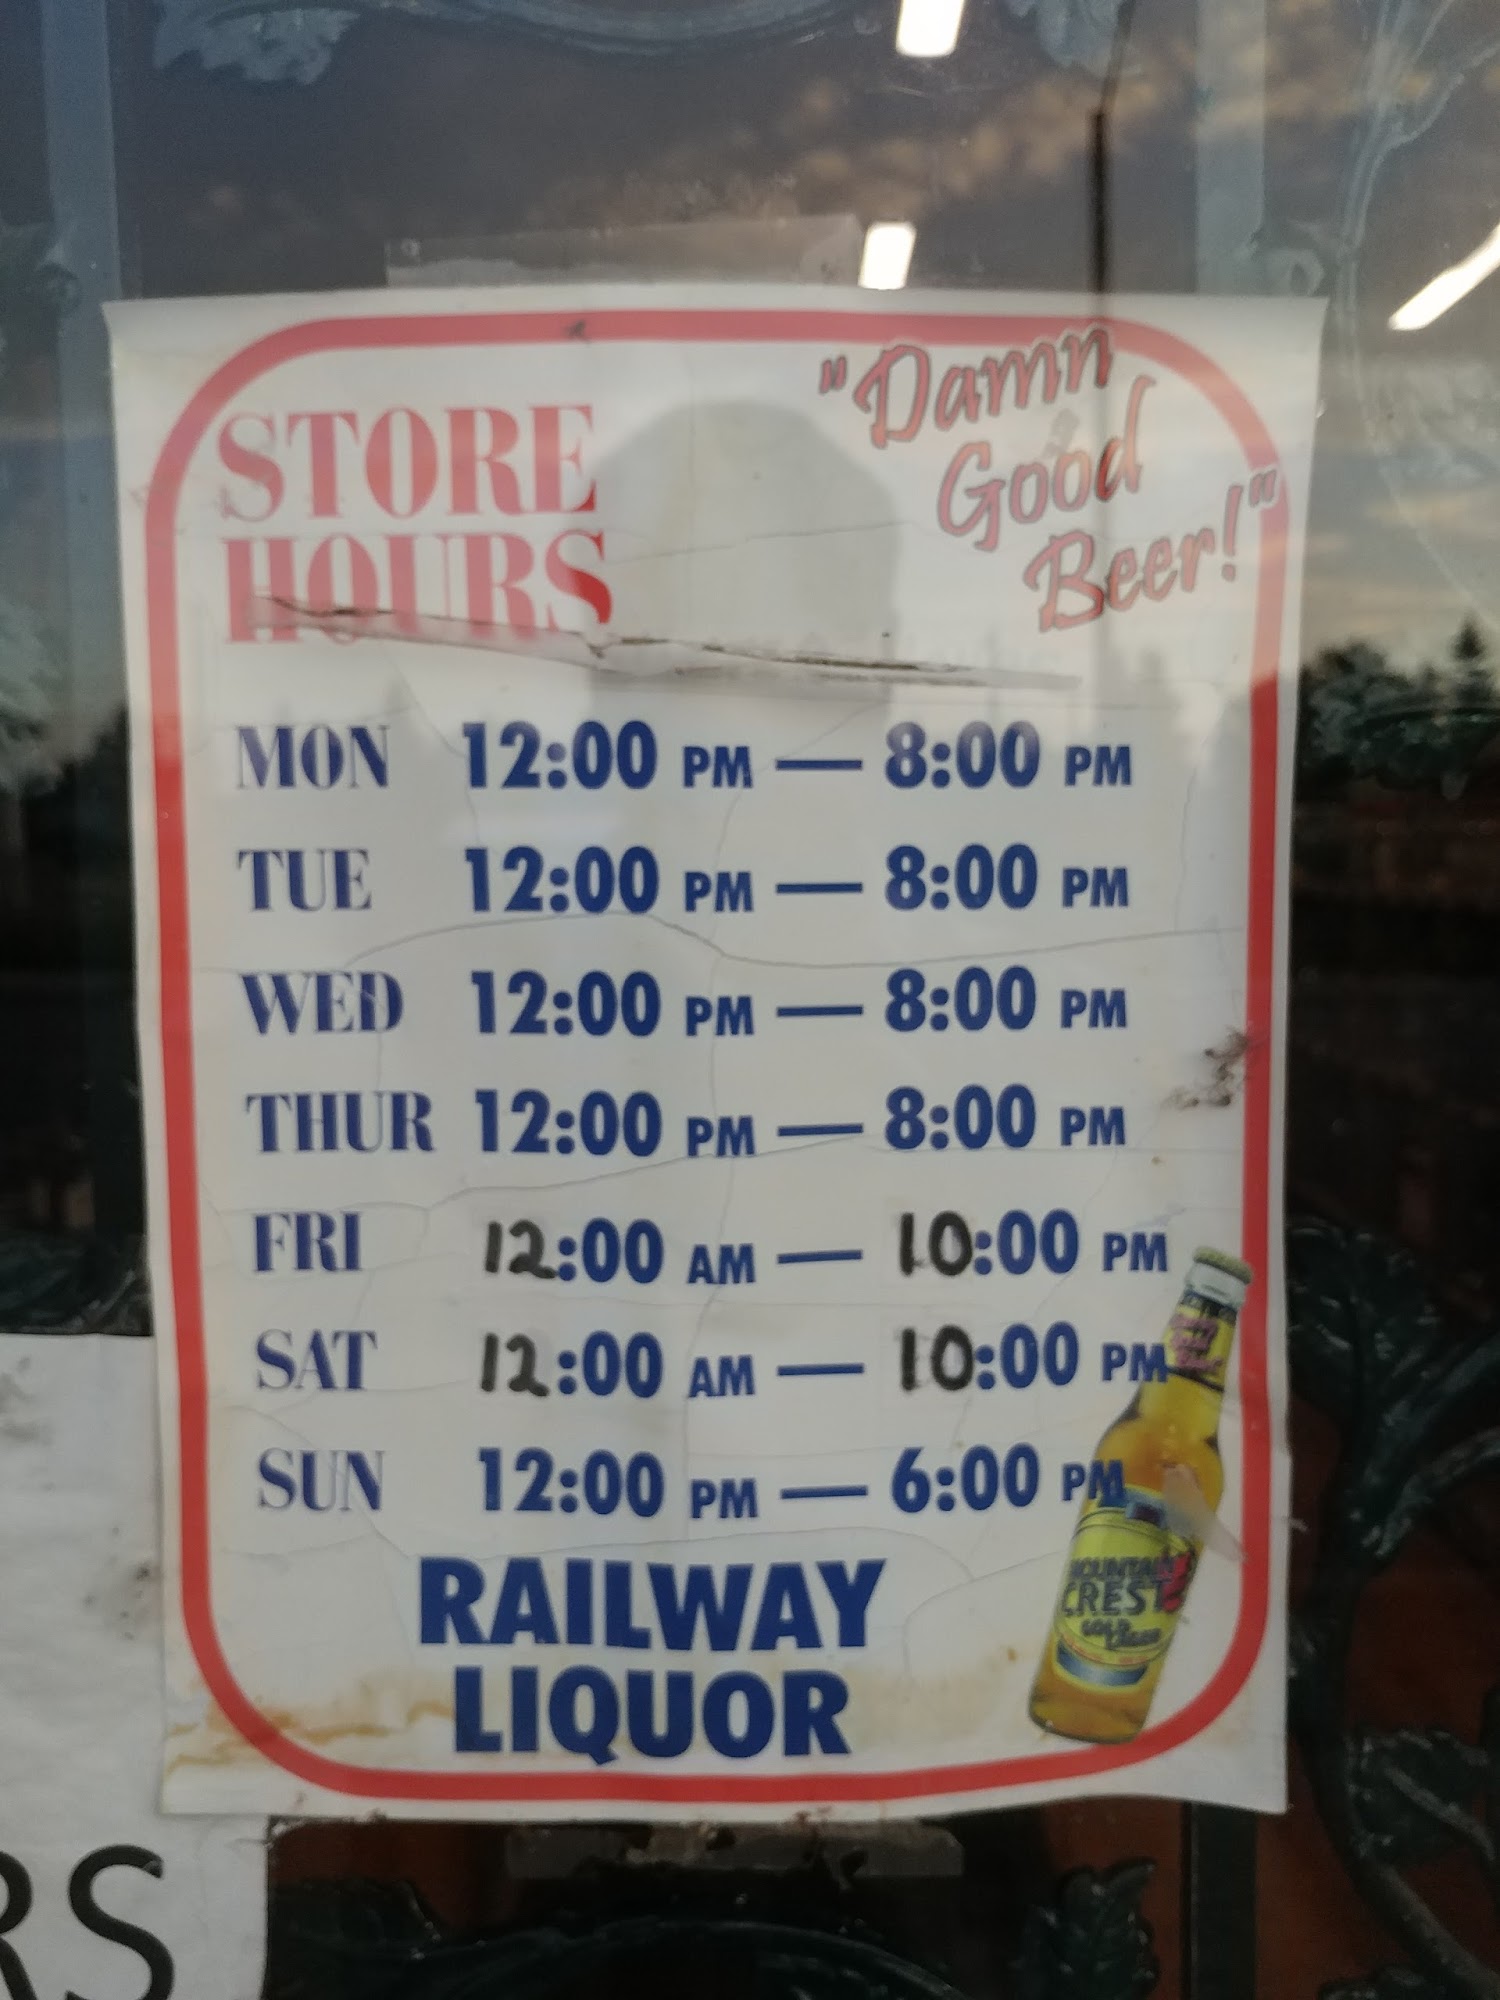 STORE
HOURS
"Damn
Good
Beer!"
MON 12:00 PM — 8:00 PM
TUE 12:00 PM — 8:00 PM
WED 12:00 PM — 8:00 PM
THUR 12:00 PM — 8:00 PM
FRI 12:00 AM — 10:00 PM
SAT 12:00 AM — 10:00 PM
SUN 12:00 PM — 6:00 PM
RAILWAY
LIQUOR
MOUNTAIN
CREST
RS